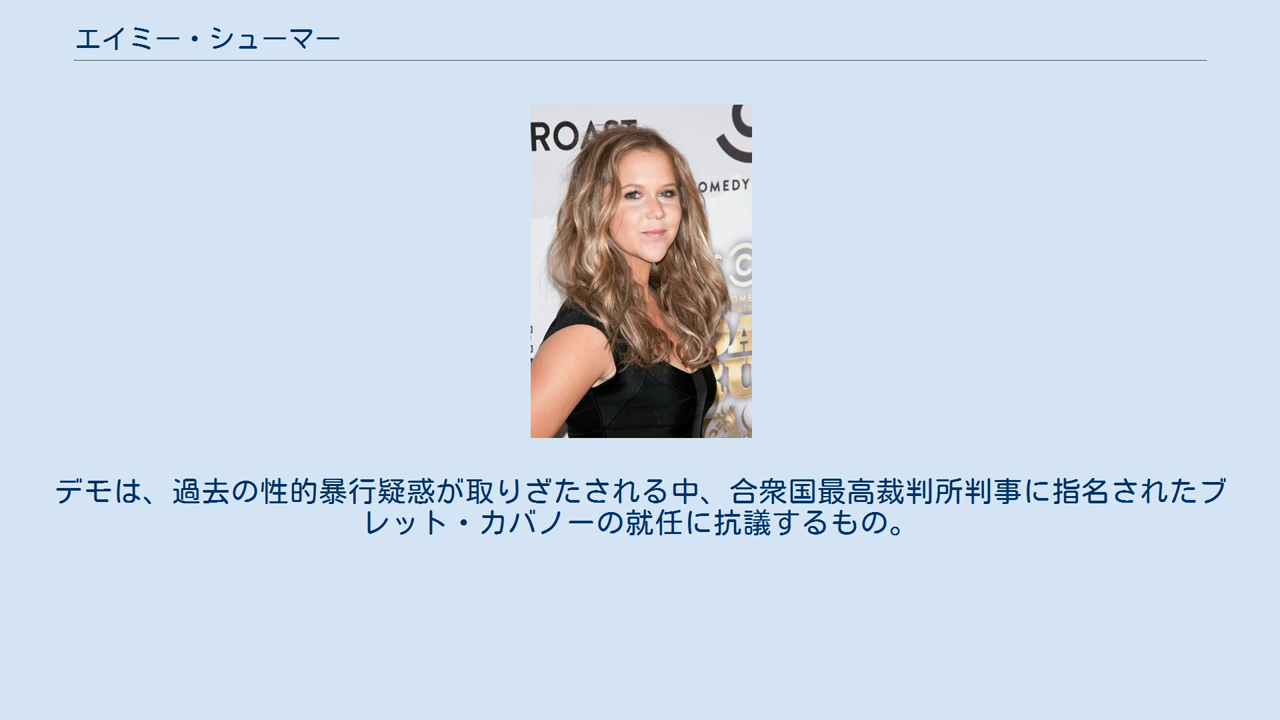 エイミー・シューマー
ROAST
OMEDY
デモは、過去の性的暴行疑惑が取りざたされる中、合衆国最高裁判所判事に指名されたブ
レット・カバノーの就任に抗議するもの。